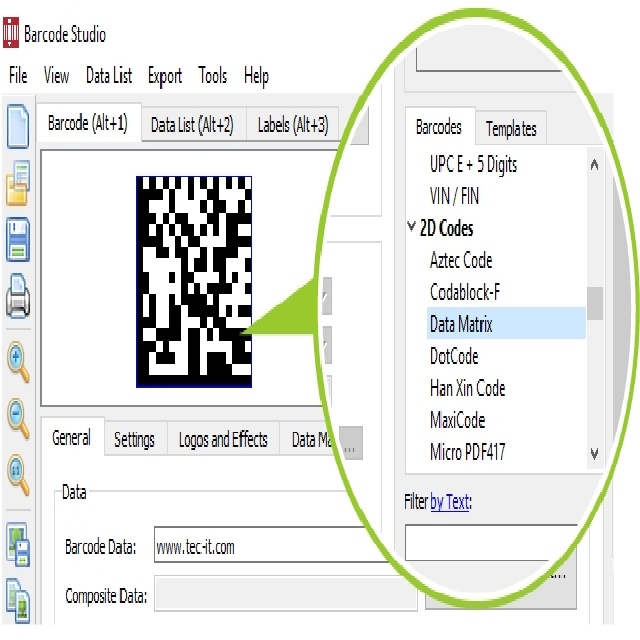 Barcode Studio
File View Data List Export Tools Help
Barcode (Alt+1) Data List (Alt+2) Labels (Alt+3)
Barcodes Templates
UPC E + 5 Digits
VIN / FIN
2D Codes
Aztec Code
Codablock-F
Data Matrix
DotCode
Han Xin Code
MaxiCode
Micro PDF417
Filter by Text:
General Settings Logos and Effects Data Ma ...
Data
Barcode Data: www.tec-it.com
Composite Data: